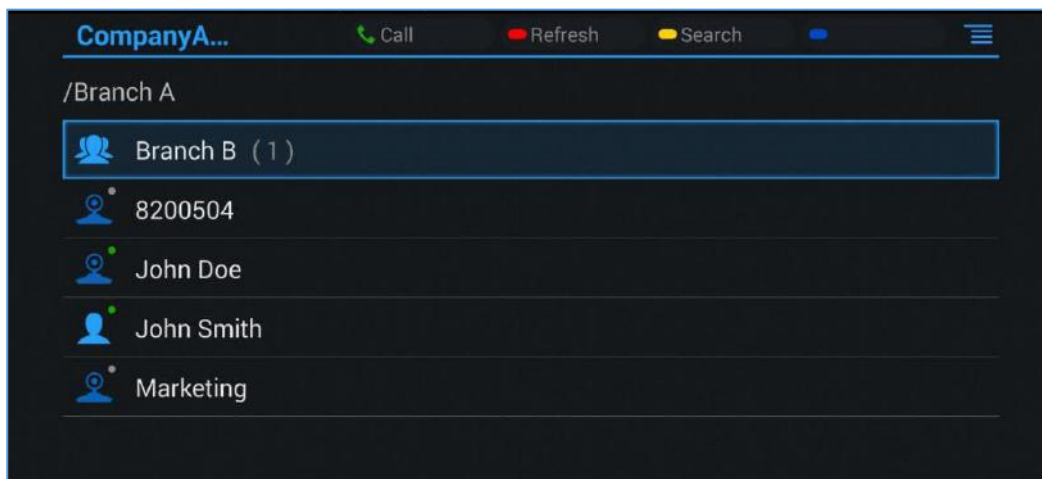 CompanyA... Call Refresh Search
/Branch A
Branch B (1)
8200504
John Doe
John Smith
Marketing